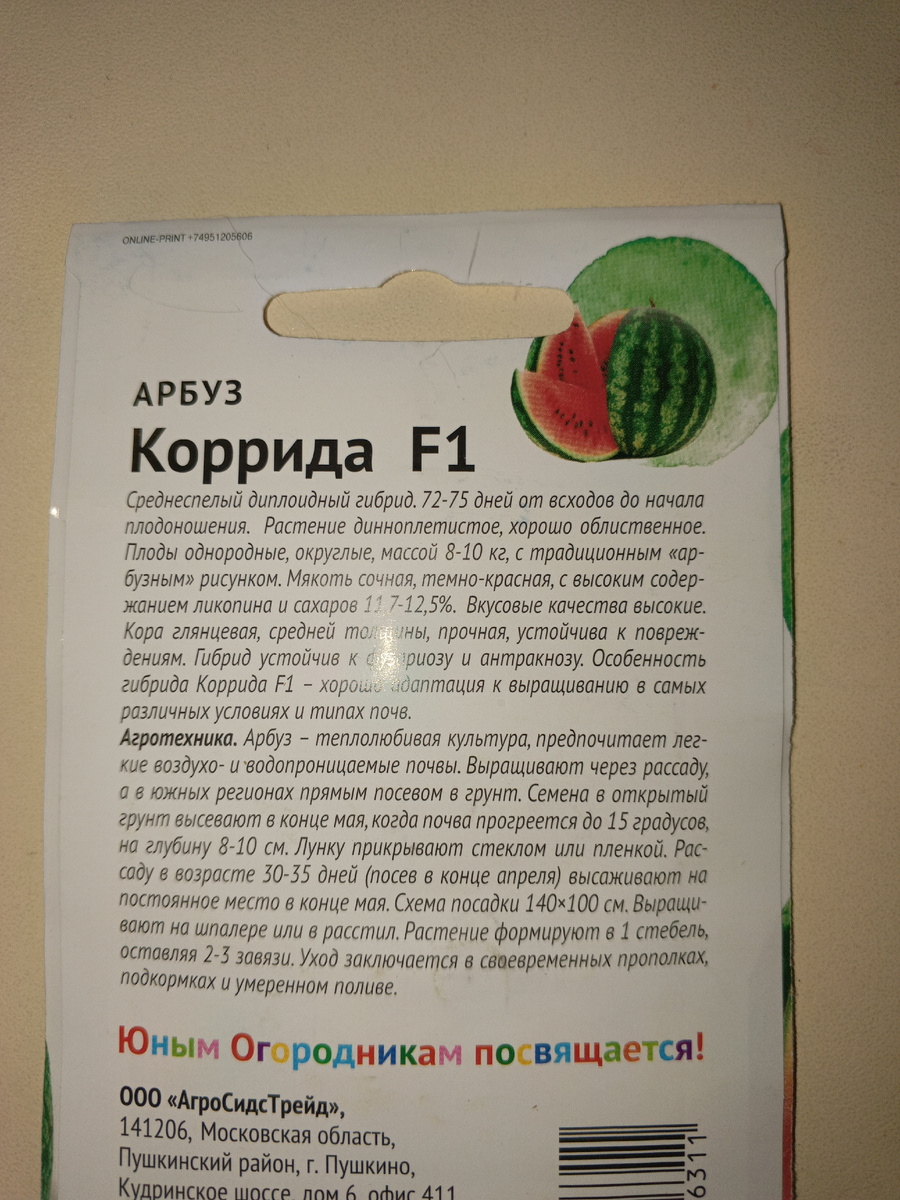 ONLINE-PRINT +74951205606
АРБУЗ
Коррида F1
Среднеспелый диплоидный гибрид. 72-75 дней от всходов до начала
плодоношения. Растение динноплетистое, хорошо облиственное.
Плоды однородные, округлые, массой 8-10 кг, с традиционным «ар-
бузным» рисунком. Мякоть сочная, темно-красная, с высоким содер-
жанием ликопина и сахаров 11,7-12,5%. Вкусовые качества высокие.
Кора глянцевая, средней толщины, прочная, устойчива к повреж-
дениям. Гибрид устойчив к фузариозу и антракнозу. Особенность
гибрида Коррида F1 – хорошо адаптация к выращиванию в самых
различных условиях и типах почв.
Агротехника. Арбуз – теплолюбивая культура, предпочитает лег-
кие воздухо- и водопроницаемые почвы. Выращивают через рассаду,
а в южных регионах прямым посевом в грунт. Семена в открытый
грунт высевают в конце мая, когда почва прогреется до 15 градусов,
на глубину 8-10 см. Лунку прикрывают стеклом или пленкой. Рас-
саду в возрасте 30-35 дней (посев в конце апреля) высаживают на
постоянное место в конце мая. Схема посадки 140×100 см. Выращи-
вают на шпалере или в расстил. Растение формируют в 1 стебель,
оставляя 2-3 завязи. Уход заключается в своевременных прополках,
подкормках и умеренном поливе.
Юным Огородникам посвящается!
ООО «АгроСидсТрейд»,
141206, Московская область,
Пушкинский район, г. Пушкино,
Кудринское шоссе, дом 6, офис 411
6311